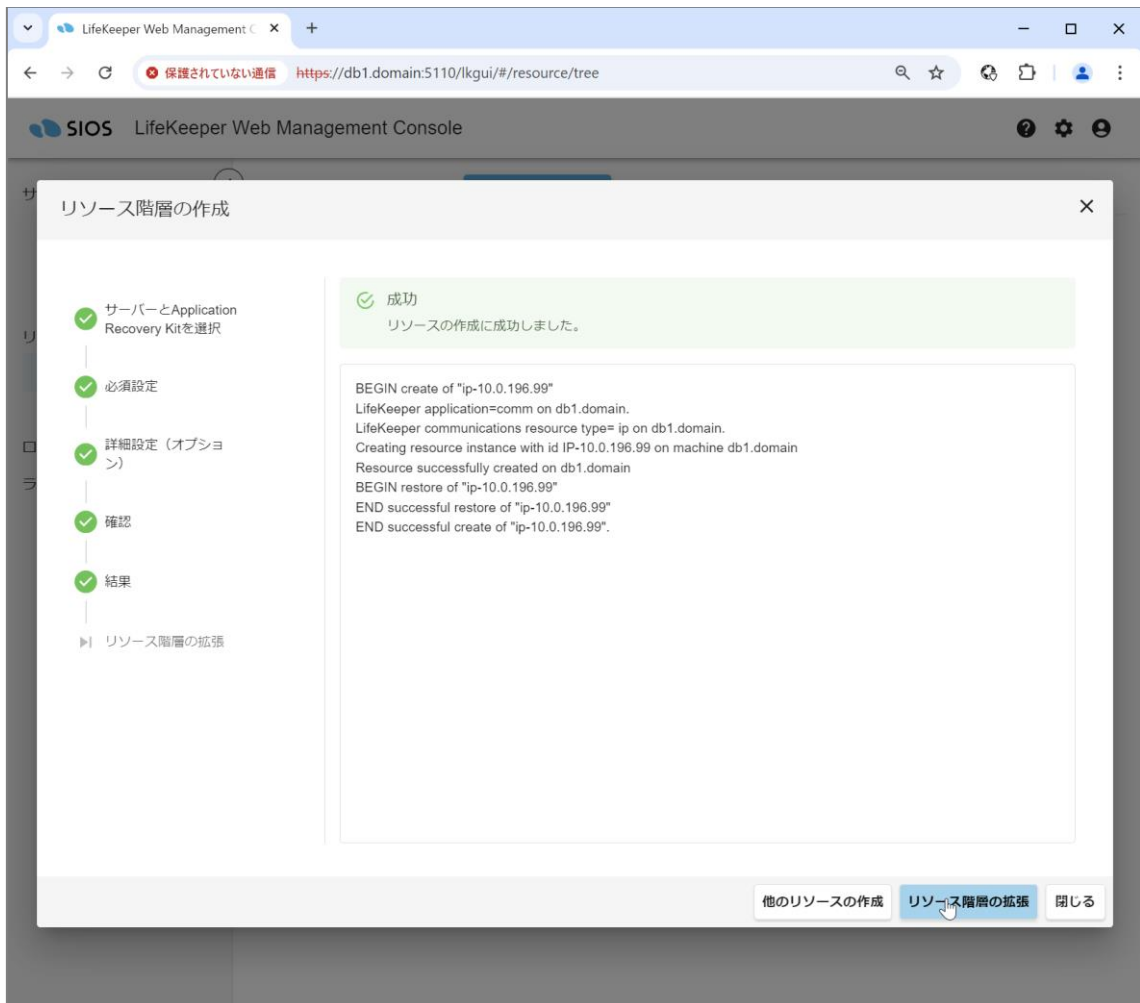 LifeKeeper Web Management C
保護されていない通信 https://db1.domain:5110/lkgui/#/resource/tree
SIOS LifeKeeper Web Management Console
サ
リ
ロ
ラ
リソース階層の作成
サーバーとApplication
Recovery Kitを選択
必須設定
詳細設定（オプショ
ン）
確認
結果
リソース階層の拡張
成功
リソースの作成に成功しました。
BEGIN create of "ip-10.0.196.99"
LifeKeeper application=comm on db1.domain.
LifeKeeper communications resource type= ip on db1.domain.
Creating resource instance with id IP-10.0.196.99 on machine db1.domain
Resource successfully created on db1.domain
BEGIN restore of "ip-10.0.196.99"
END successful restore of "ip-10.0.196.99"
END successful create of "ip-10.0.196.99".
他のリソースの作成 リソース階層の拡張 閉じる